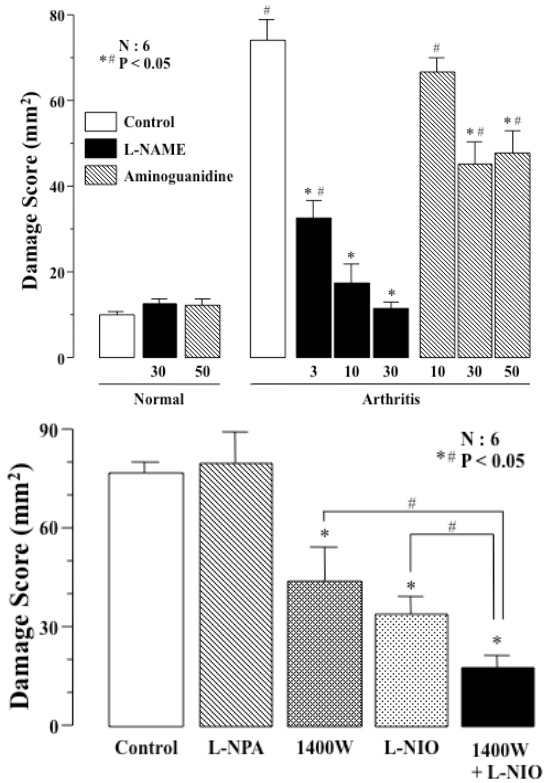 N : 6
*# P < 0.05
Control
L-NAME
Aminoguanidine
Damage Score (mm²)
80
60
40
20
0
#
* #
*
*
#
* #
* #
30 50 3 10 30 10 30 50
Normal Arthritis
N : 6
*# P < 0.05
Damage Score (mm²)
90
60
30
0
#
#
*
*
*
Control L-NPA 1400W L-NIO 1400W
+ L-NIO